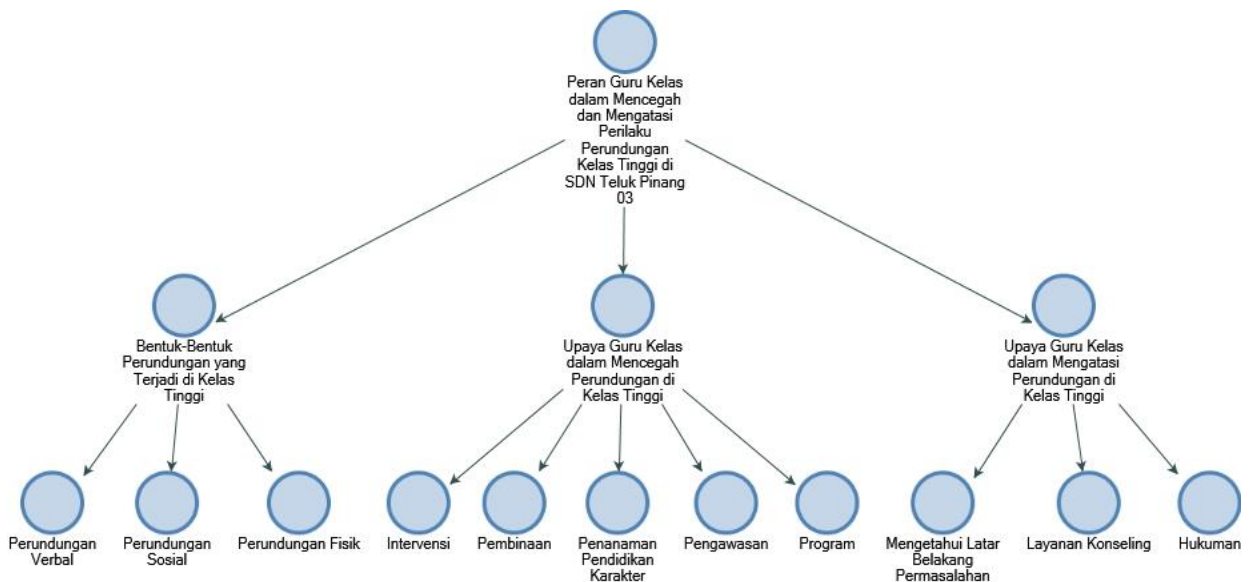 Peran Guru Kelas
dalam Mencegah
dan Mengatasi
Perilaku
Perundungan
Kelas Tinggi di
SDN Teluk Pinang
03
Bentuk-Bentuk
Perundungan yang
Terjadi di Kelas
Tinggi
Upaya Guru Kelas
dalam Mencegah
Perundungan di
Kelas Tinggi
Upaya Guru Kelas
dalam Mengatasi
Perundungan di
Kelas Tinggi
Perundungan
Verbal
Perundungan
Sosial
Perundungan Fisik
Intervensi
Pembinaan
Penanaman
Pendidikan
Karakter
Pengawasan
Program
Mengetahui Latar
Belakang
Permasalahan
Layanan Konseling
Hukuman